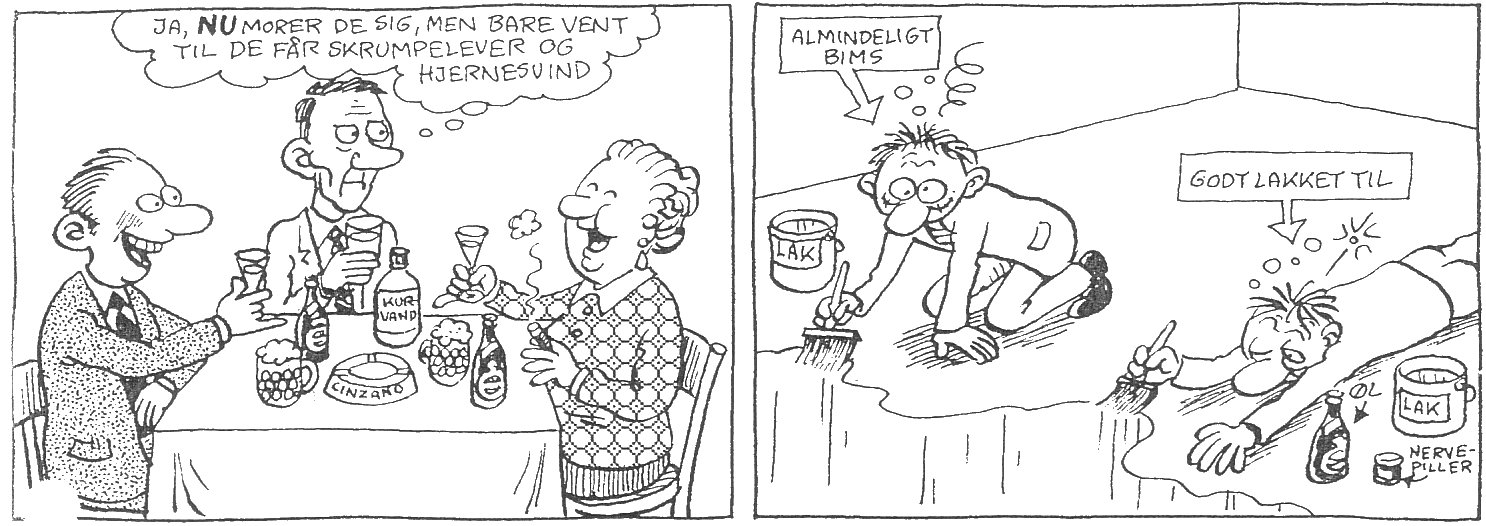 JA, NU MORER DE SIG, MEN BARE VENT
TIL DE FÅR SKRUMPELEVER OG
HJERNESVIND
KUR-
VAND
CINZANO
ALMINDELIGT
BIMS
LAK
GODT LAKKET TIL
ØL
LAK
NERVE-
PILLER